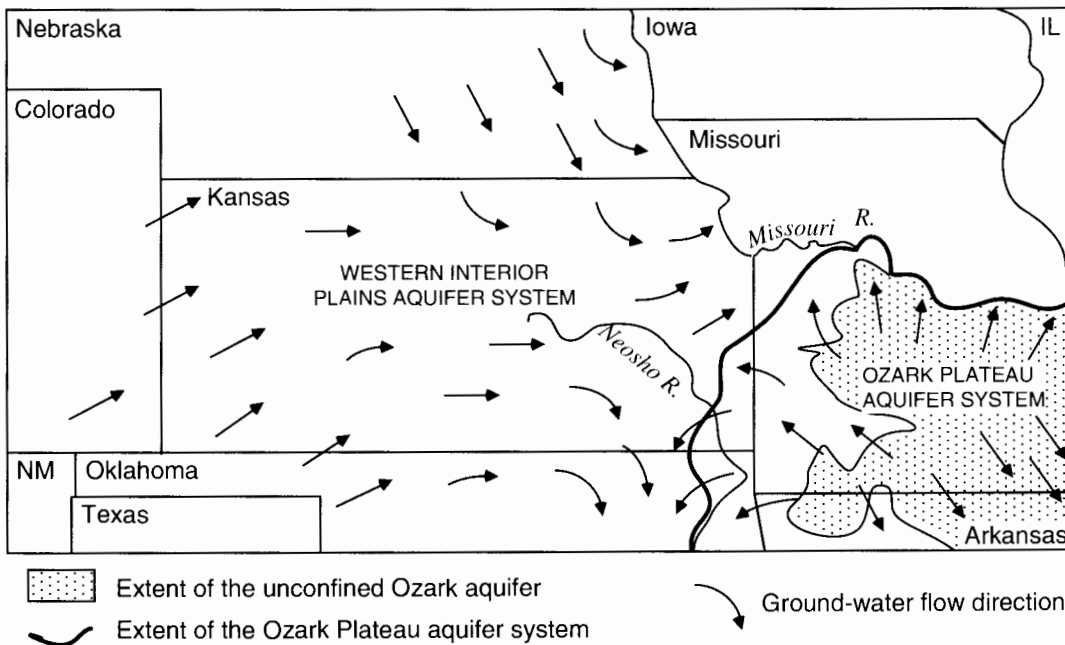 Nebraska
Iowa
IL
Colorado
Missouri
Kansas
Missouri R.
WESTERN INTERIOR
PLAINS AQUIFER SYSTEM
Neosho R.
OZARK PLATEAU
AQUIFER SYSTEM
NM
Oklahoma
Texas
Arkansas
Extent of the unconfined Ozark aquifer
Ground-water flow direction
Extent of the Ozark Plateau aquifer system